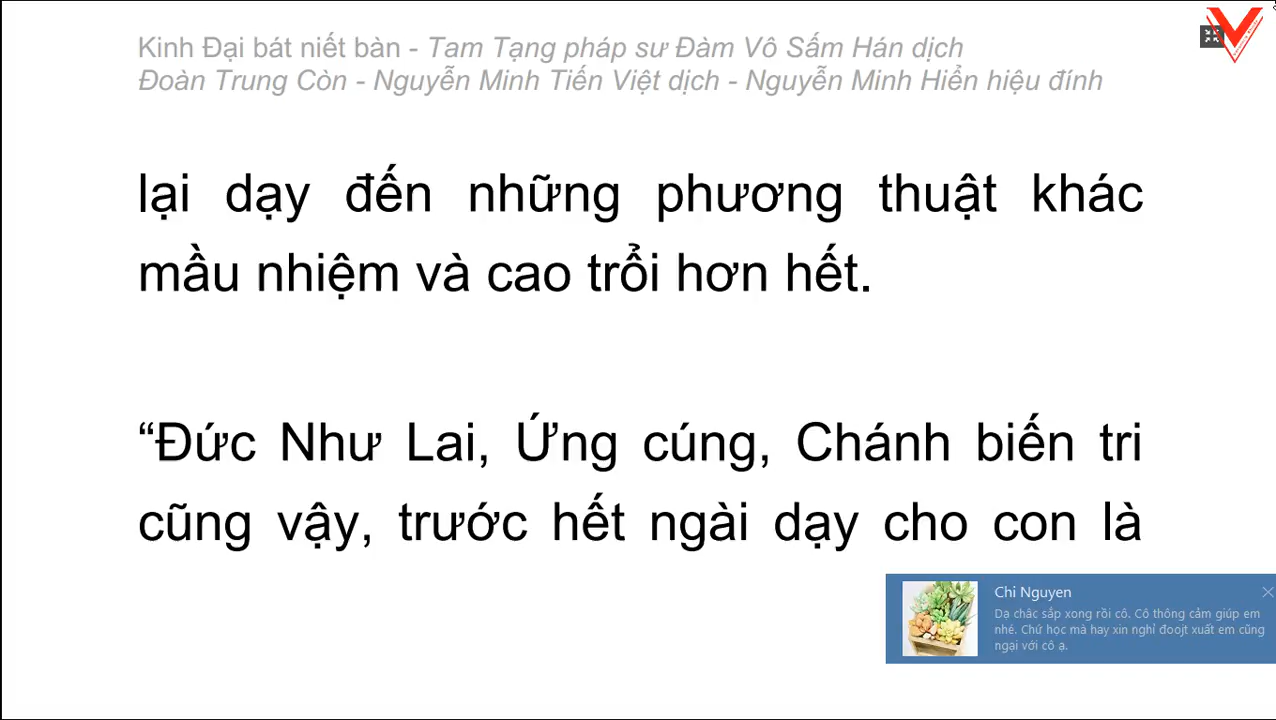 Kinh Đại bát niết bàn - Tam Tạng pháp sư Đàm Vô Sấm Hán dịch
Đoàn Trung Còn - Nguyễn Minh Tiến Việt dịch - Nguyễn Minh Hiển hiệu đính
lại dạy đến những phương thuật khác
mầu nhiệm và cao trổi hơn hết.
“Đức Như Lai, Ứng cúng, Chánh biến tri
cũng vậy, trước hết ngài dạy cho con là
Chi Nguyen
Dạ châc sắp xong rồi cô. Cô thông cảm giúp em
nhé. Chứ học mà hay xin nghỉ đoọjt xuất em cũng
ngại với cô ạ.